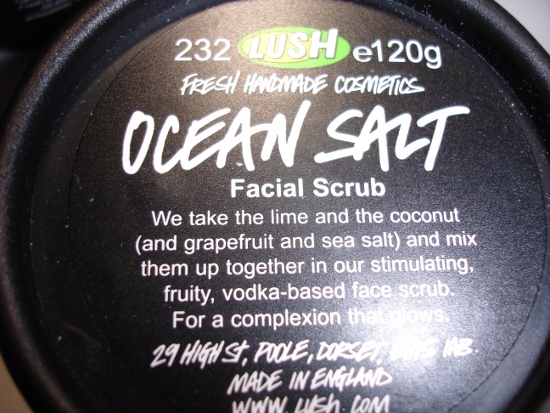 232 LUSH e120g
FRESH HANDMADE COSMETICS
OCEAN SALT
Facial Scrub
We take the lime and the coconut
(and grapefruit and sea salt) and mix
them up together in our stimulating,
fruity, vodka-based face scrub.
For a complexion that glows.
29 HIGH ST, POOLE, DORSET,
MADE IN ENGLAND
WWW.LUSH.COM